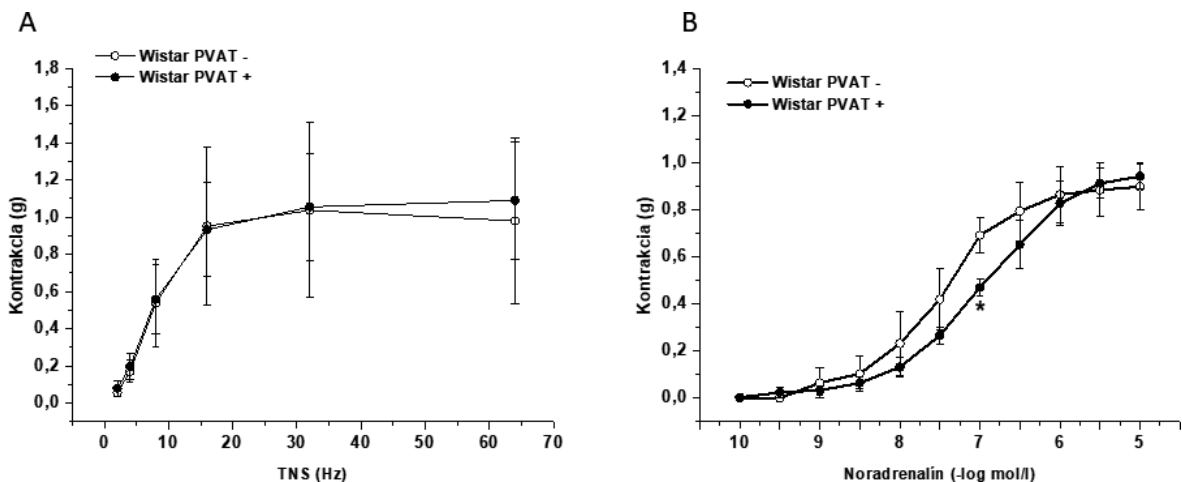 A
Wistar PVAT -
Wistar PVAT +
1,8
1,6
1,4
1,2
1,0
0,8
0,6
0,4
0,2
0,0
Kontrakcia (g)
0 10 20 30 40 50 60 70
TNS (Hz)
B
Wistar PVAT -
Wistar PVAT +
1,4
1,2
1,0
0,8
0,6
0,4
0,2
0,0
Kontrakcia (g)
*
10 9 8 7 6 5
Noradrenalín (-log mol/l)